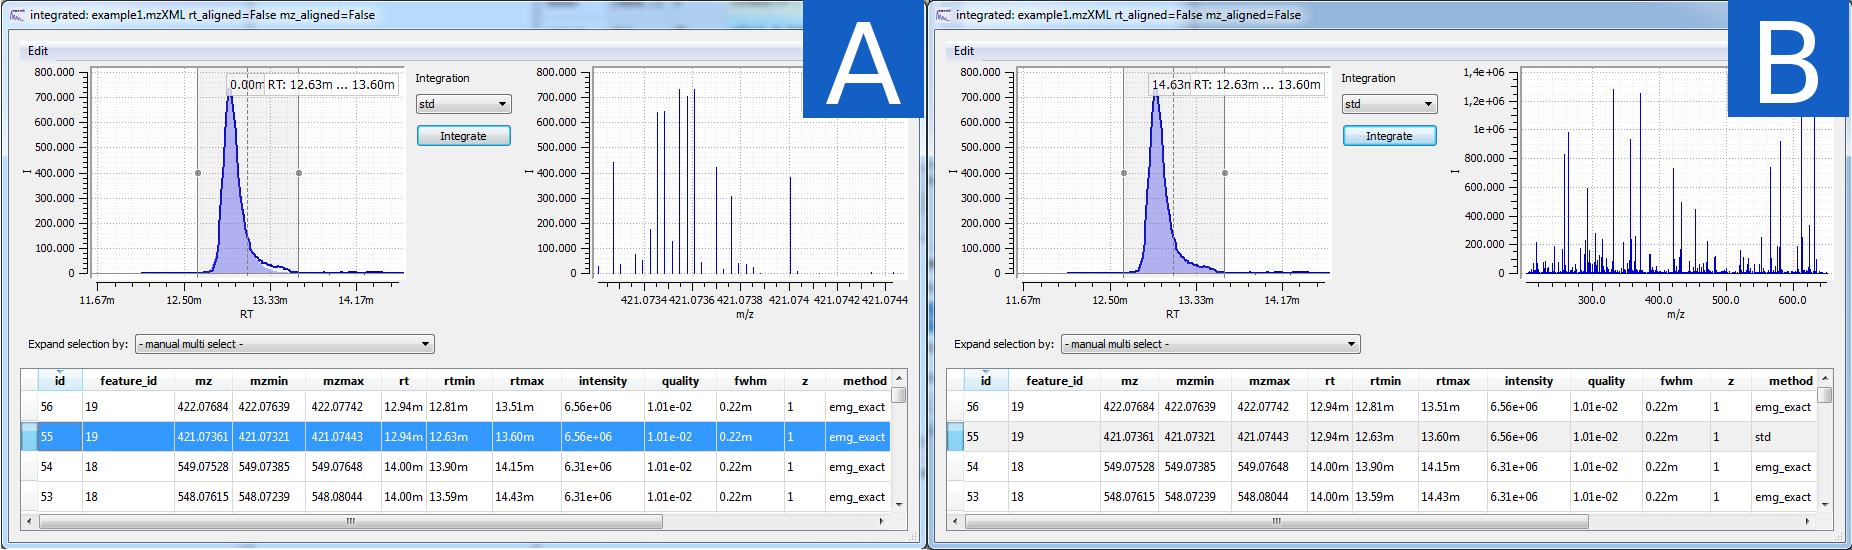 integrated: example1.mzXML rt_aligned=False mz_aligned=False
A
Edit
800.000
700.000
600.000
500.000
400.000
300.000
200.000
100.000
0
I
0.00m RT: 12.63m ... 13.60m
11.67m 12.50m 13.33m 14.17m
RT
Integration
std
Integrate
800.000
700.000
600.000
500.000
400.000
300.000
200.000
100.000
0
I
421.0734 421.0736 421.0738 421.074 421.0742 421.0744
m/z
Expand selection by: - manual multi select -
id feature_id mz mzmin mzmax rt rtmin rtmax intensity quality fwhm z method
56 19 422.07684 422.07639 422.07742 12.94m 12.81m 13.51m 6.56e+06 1.01e-02 0.22m 1 emg_exact
55 19 421.07361 421.07321 421.07443 12.94m 12.63m 13.60m 6.56e+06 1.01e-02 0.22m 1 emg_exact
54 18 549.07528 549.07385 549.07648 14.00m 13.90m 14.15m 6.31e+06 1.01e-02 0.22m 1 emg_exact
53 18 548.07615 548.07239 548.08044 14.00m 13.59m 14.43m 6.31e+06 1.01e-02 0.22m 1 emg_exact
integrated: example1.mzXML rt_aligned=False mz_aligned=False
B
Edit
800.000
700.000
600.000
500.000
400.000
300.000
200.000
100.000
0
I
14.63m RT: 12.63m ... 13.60m
11.67m 12.50m 13.33m 14.17m
RT
Integration
std
Integrate
1,4e+06
1,2e+06
1e+06
800.000
600.000
400.000
200.000
0
I
300.0 400.0 500.0 600.0
m/z
Expand selection by: - manual multi select -
id feature_id mz mzmin mzmax rt rtmin rtmax intensity quality fwhm z method
56 19 422.07684 422.07639 422.07742 12.94m 12.81m 13.51m 6.56e+06 1.01e-02 0.22m 1 emg_exact
55 19 421.07361 421.07321 421.07443 12.94m 12.63m 13.60m 6.56e+06 1.01e-02 0.22m 1 std
54 18 549.07528 549.07385 549.07648 14.00m 13.90m 14.15m 6.31e+06 1.01e-02 0.22m 1 emg_exact
53 18 548.07615 548.07239 548.08044 14.00m 13.59m 14.43m 6.31e+06 1.01e-02 0.22m 1 emg_exact